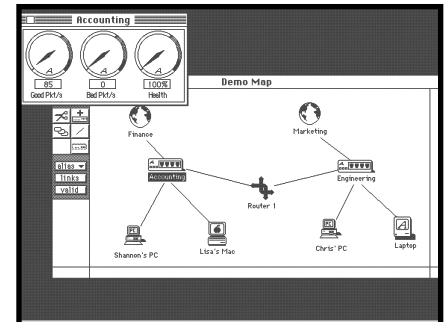 Accounting
85
0
100%
Good Pkt/s
Bad Pkt/s
Health
Demo Map
Finance
Marketing
alias
links
valid
Accounting
Engineering
Router 1
Shannon's PC
Lisa's Mac
Chris' PC
Laptop